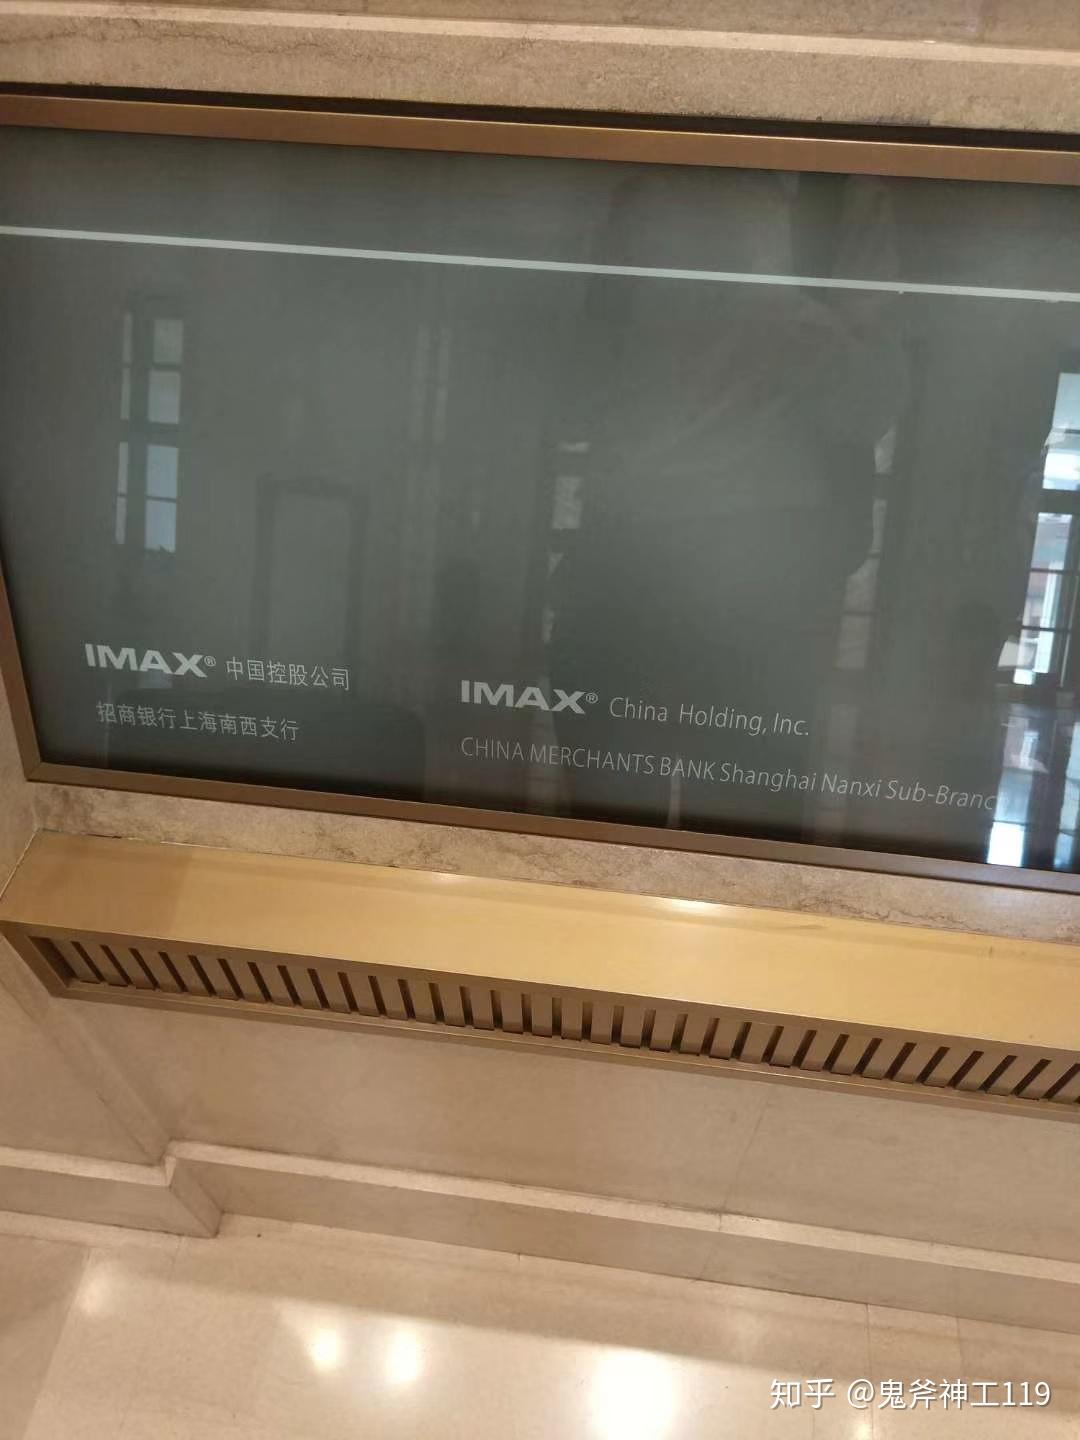 IMAX® 中国控股公司
招商银行上海南西支行
IMAX® China Holding, Inc.
CHINA MERCHANTS BANK Shanghai Nanxi Sub-Branch
知乎 @鬼斧神工119